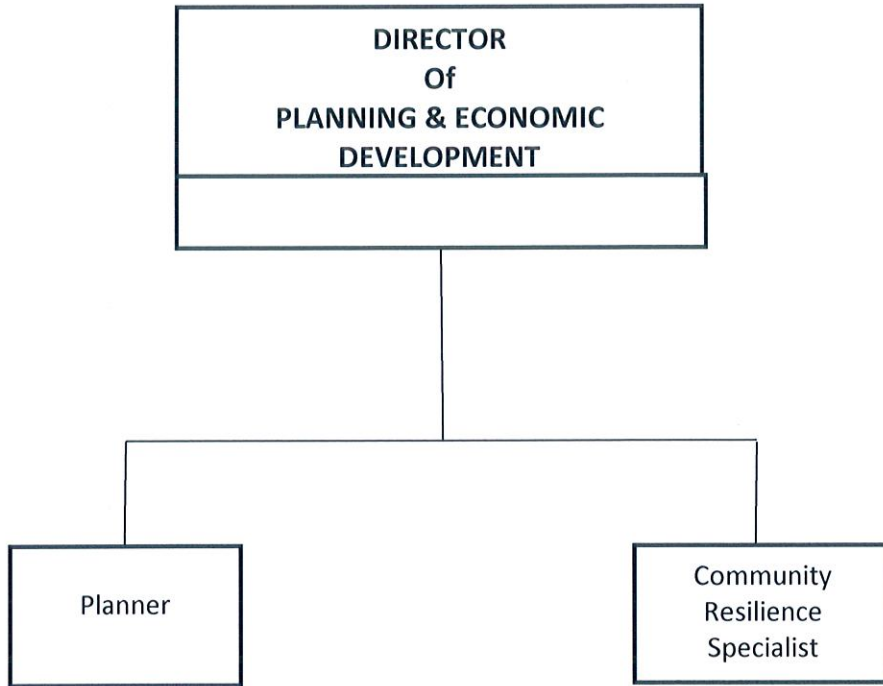 DIRECTOR
Of
PLANNING & ECONOMIC
DEVELOPMENT
Planner
Community
Resilience
Specialist